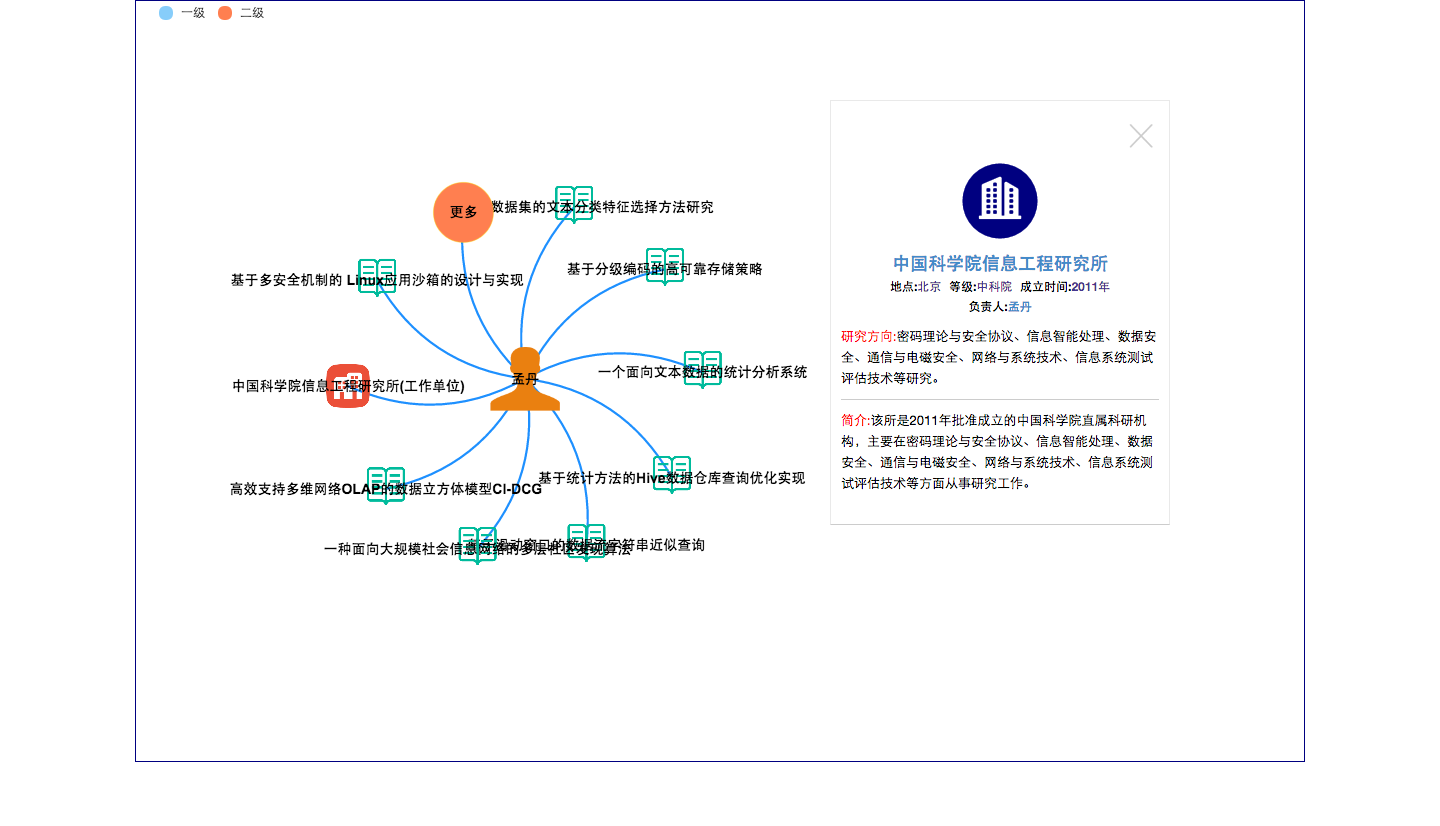 一级 二级
更多
数据集的文本分类特征选择方法研究
基于分级编码的高可靠存储策略
基于多安全机制的 Linux应用沙箱的设计与实现
一个面向文本数据的统计分析系统
孟丹
中国科学院信息工程研究所(工作单位)
基于统计方法的Hive数据仓库查询优化实现
高效支持多维网络OLAP的数据立方体模型CI-DCG
滑动窗口的数据流字符串近似查询
一种面向大规模社会信息网络的多层社区发现算法
中国科学院信息工程研究所
地点:北京 等级:中科院 成立时间:2011年
负责人:孟丹
研究方向:密码理论与安全协议、信息智能处理、数据安
全、通信与电磁安全、网络与系统技术、信息系统测试
评估技术等研究。
简介:该所是2011年批准成立的中国科学院直属科研机
构，主要在密码理论与安全协议、信息智能处理、数据
安全、通信与电磁安全、网络与系统技术、信息系统测
试评估技术等方面从事研究工作。